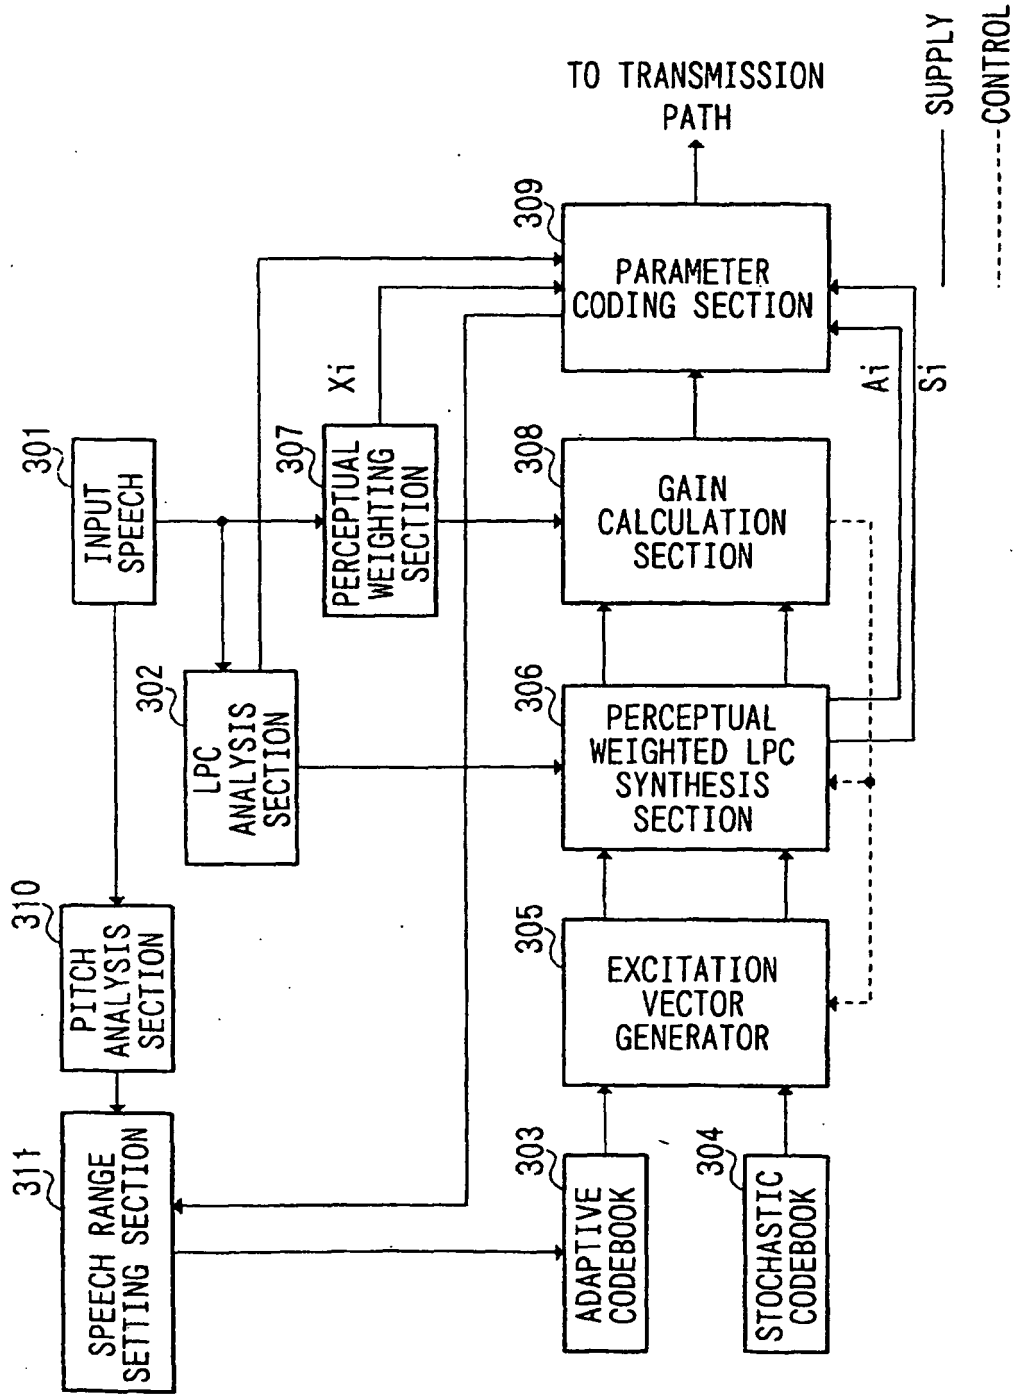 311
SPEECH RANGE
SETTING SECTION
310
PITCH
ANALYSIS
SECTION
301
INPUT
SPEECH
302
LPC
ANALYSIS
SECTION
307
PERCEPTUAL
WEIGHTING
SECTION
Xi
303
ADAPTIVE
CODEBOOK
304
STOCHASTIC
CODEBOOK
305
EXCITATION
VECTOR
GENERATOR
306
PERCEPTUAL
WEIGHTED LPC
SYNTHESIS
SECTION
308
GAIN
CALCULATION
SECTION
309
PARAMETER
CODING SECTION
Ai
Si
TO TRANSMISSION
PATH
SUPPLY
CONTROL